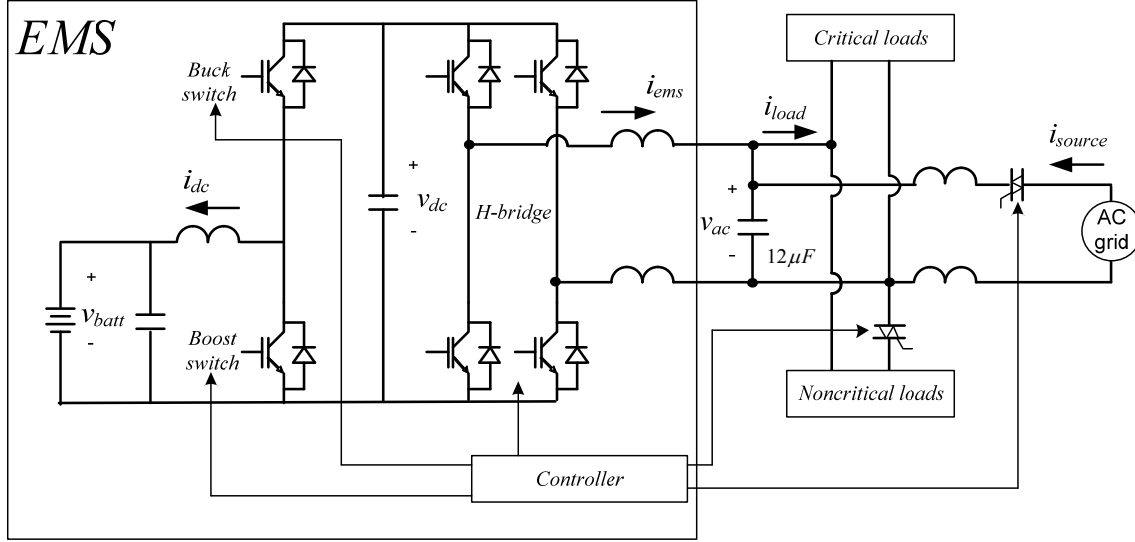 EMS
Critical loads
Buck
switch
i_ems
i_load
i_source
i_dc
+
v_dc
-
H-bridge
+
v_ac
-
12μF
AC
grid
+
v_batt
-
Boost
switch
Noncritical loads
Controller